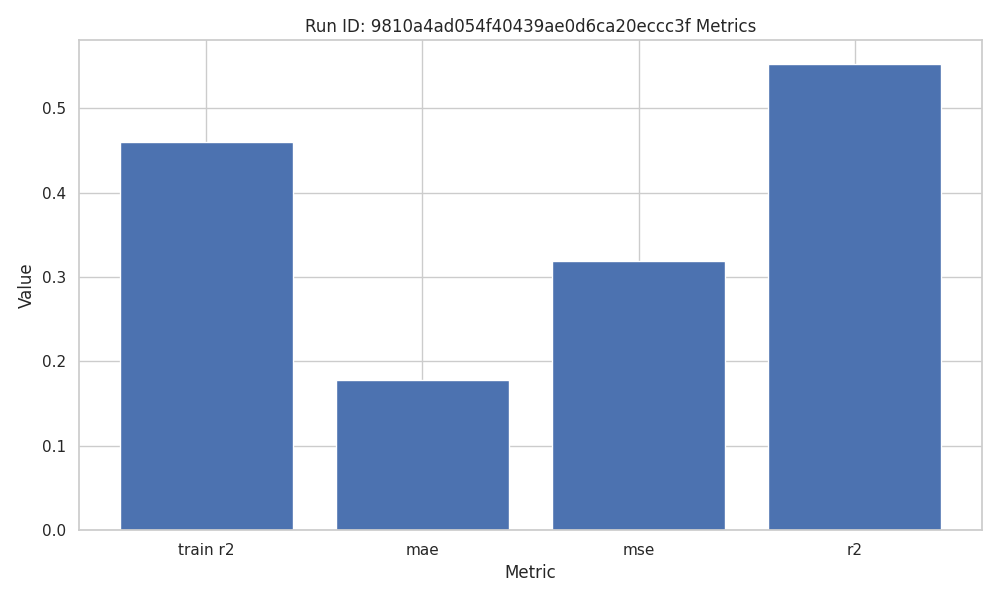 Run ID: 9810a4ad054f40439ae0d6ca20eccc3f Metrics
Value
0.5
0.4
0.3
0.2
0.1
0.0
train r2
mae
mse
r2
Metric